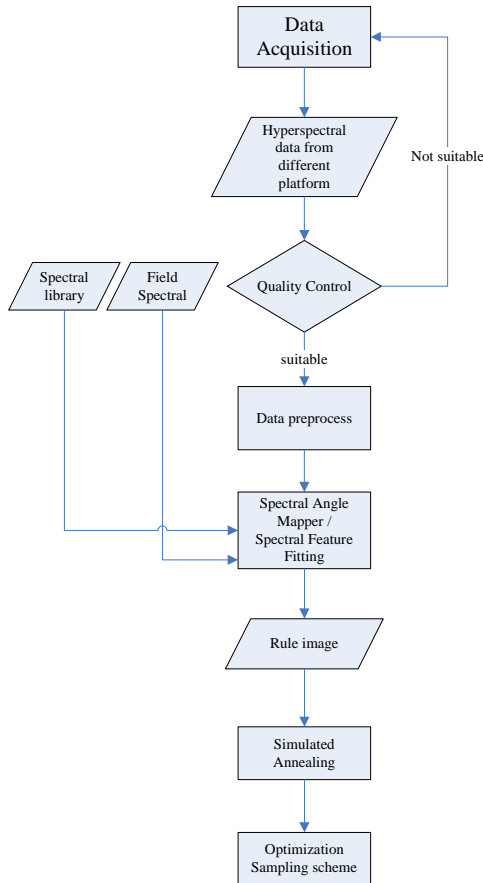 Data
Acquisition
Hyperspectral
data from
different
platform
Not suitable
Spectral
library
Field
Spectral
Quality Control
suitable
Data preprocess
Spectral Angle
Mapper /
Spectral Feature
Fitting
Rule image
Simulated
Annealing
Optimization
Sampling scheme